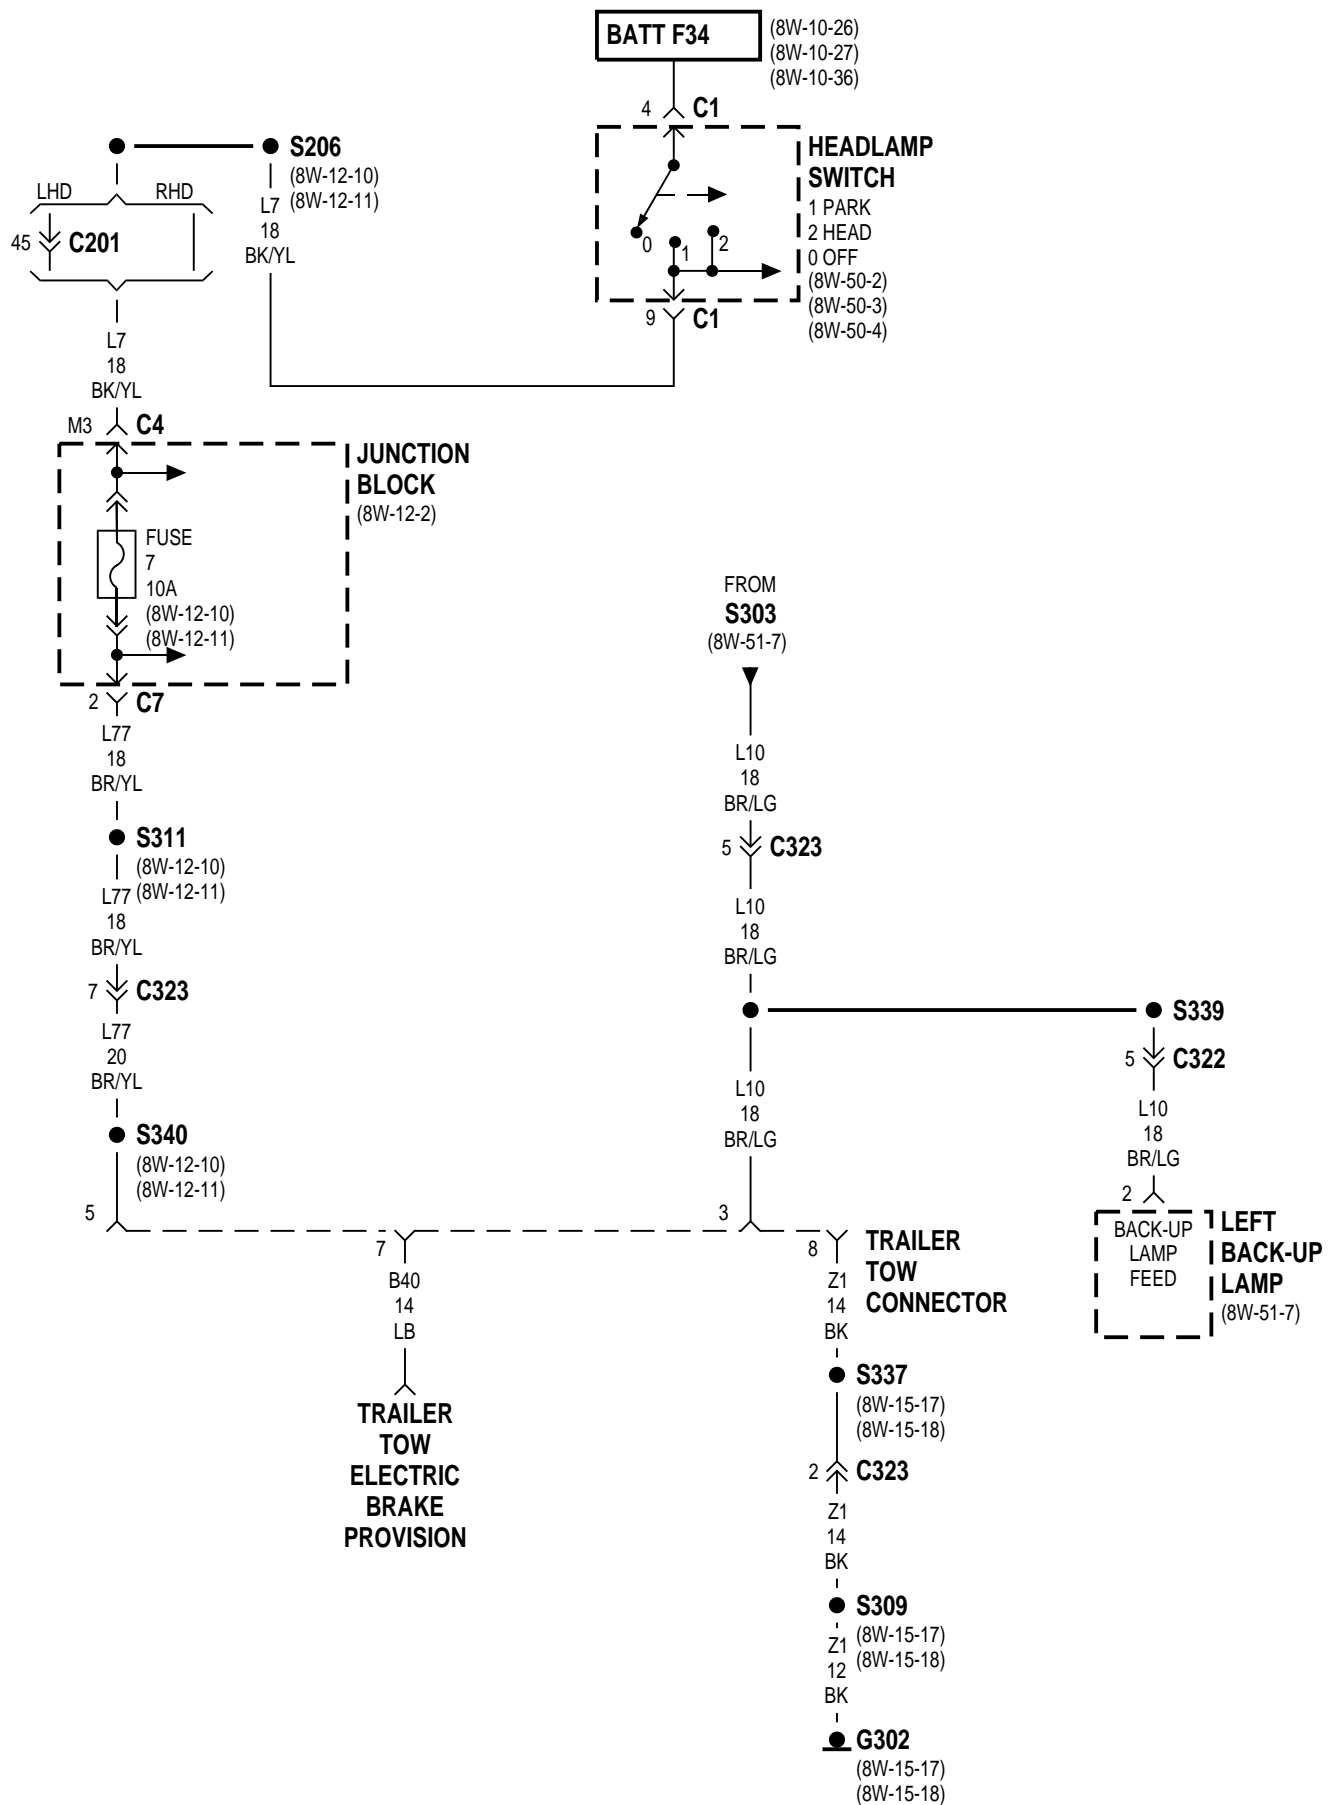 BATT F34
(8W-10-26)
(8W-10-27)
(8W-10-36)
4
C1
HEADLAMP
SWITCH
1 PARK
2 HEAD
0 OFF
(8W-50-2)
(8W-50-3)
(8W-50-4)
0
1
2
9
C1
S206
(8W-12-10)
(8W-12-11)
L7
18
BK/YL
LHD
RHD
45
C201
L7
18
BK/YL
M3
C4
JUNCTION
BLOCK
(8W-12-2)
FUSE
7
10A
(8W-12-10)
(8W-12-11)
2
C7
L77
18
BR/YL
S311
(8W-12-10)
(8W-12-11)
L77
18
BR/YL
7
C323
L77
20
BR/YL
S340
(8W-12-10)
(8W-12-11)
5
FROM
S303
(8W-51-7)
L10
18
BR/LG
5
C323
L10
18
BR/LG
S339
5
C322
L10
18
BR/LG
2
BACK-UP
LAMP
FEED
LEFT
BACK-UP
LAMP
(8W-51-7)
L10
18
BR/LG
3
7
B40
14
LB
TRAILER
TOW
ELECTRIC
BRAKE
PROVISION
8
TRAILER
TOW
CONNECTOR
Z1
14
BK
S337
(8W-15-17)
(8W-15-18)
2
C323
Z1
14
BK
S309
(8W-15-17)
(8W-15-18)
Z1
12
BK
G302
(8W-15-17)
(8W-15-18)